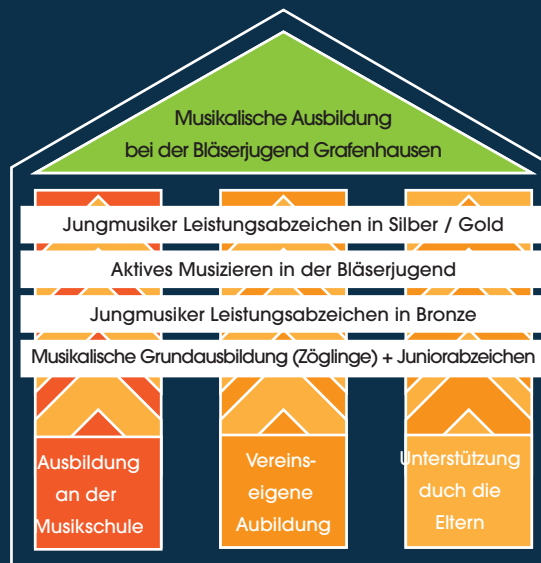 Musikalische Ausbildung
bei der Bläserjugend Grafenhausen
Jungmusiker Leistungsabzeichen in Silber / Gold
Aktives Musizieren in der Bläserjugend
Jungmusiker Leistungsabzeichen in Bronze
Musikalische Grundausbildung (Zöglinge) + Juniorabzeichen
Ausbildung
an der
Musikschule
Vereins-
eigene
Aubildung
Unterstützung
duch die
Eltern